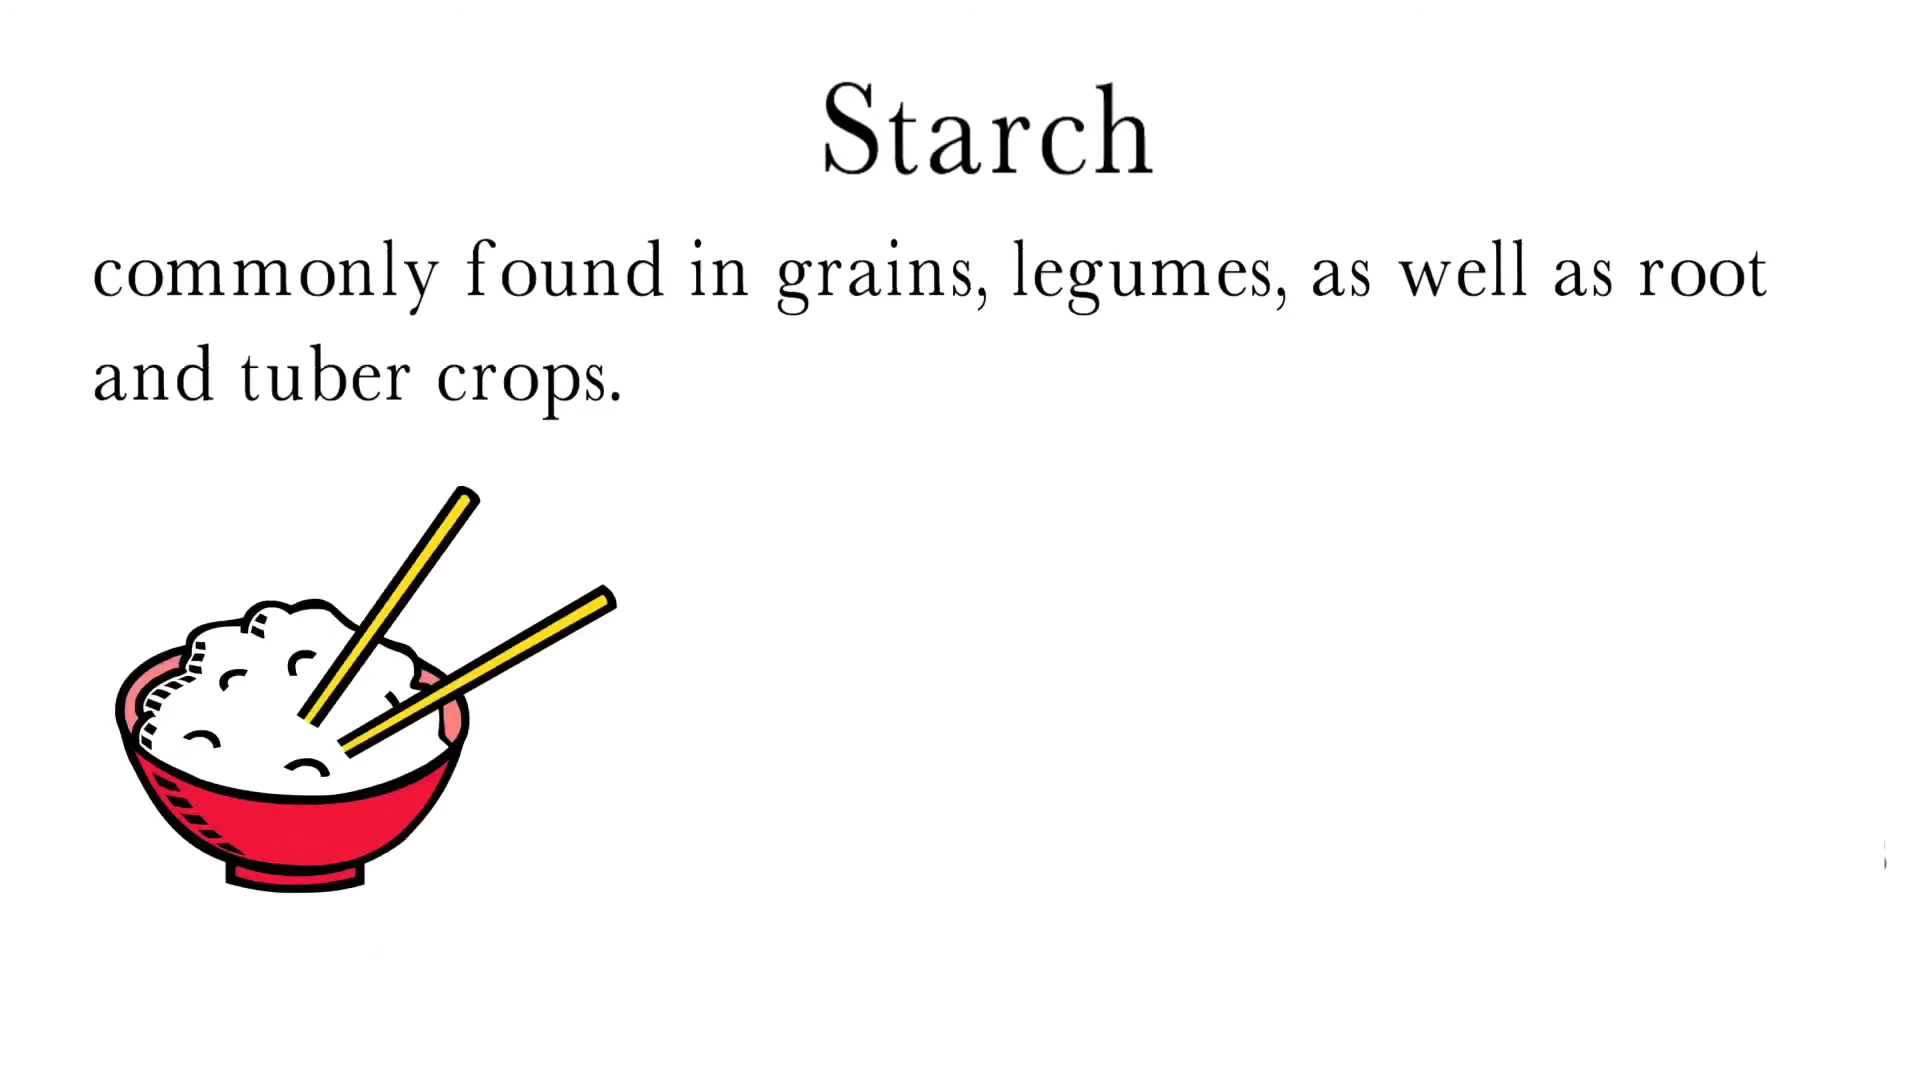 Starch
commonly found in grains, legumes, as well as root
and tuber crops.